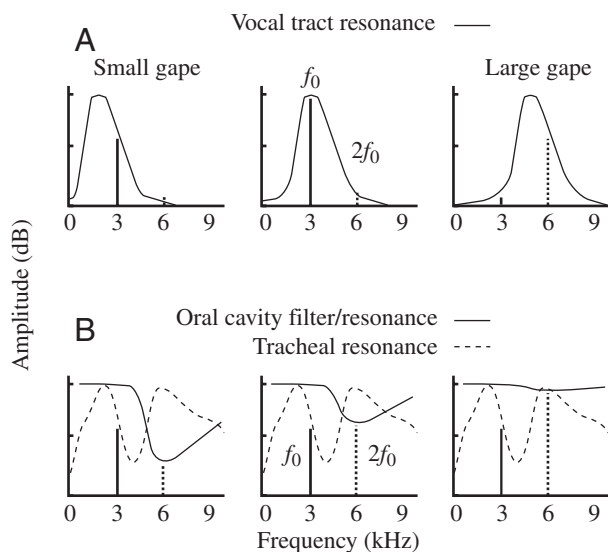 A
Vocal tract resonance
Small gape
Large gape
f0
2f0
0 3 6 9
0 3 6 9
0 3 6 9
Amplitude (dB)
B
Oral cavity filter/resonance
Tracheal resonance
f0
2f0
0 3 6 9
0 3 6 9
0 3 6 9
Frequency (kHz)